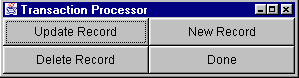 Transaction Processor
Update Record
New Record
Delete Record
Done